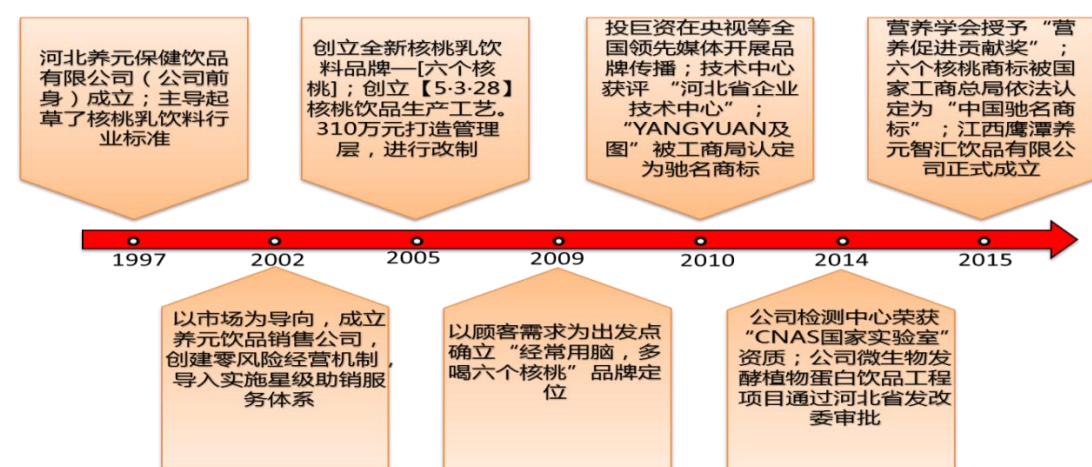 河北养元保健饮品
有限公司（公司前
身）成立；主导起
草了核桃乳饮料行
业标准
创立全新核桃乳饮
料品牌—[六个核
桃]；创立【5·3·28】
核桃饮品生产工艺。
310万元打造管理
层，进行改制
投巨资在央视等全
国领先媒体开展品
牌传播；技术中心
获评“河北省企业
技术中心”；
“YANGYUAN及
图”被工商局认定
为驰名商标
营养学会授予“营
养促进贡献奖”；
六个核桃商标被国
家工商总局依法认
定为“中国驰名商
标”；江西鹰潭养
元智汇饮品有限公
司正式成立
1997
2002
2005
2009
2010
2014
2015
以市场为导向，成立
养元饮品销售公司，
创建零风险经营机制，
导入实施星级助销服
务体系
以顾客需求为出发点
确立“经常用脑，多
喝六个核桃”品牌定
位
公司检测中心荣获
“CNAS国家实验室”
资质；公司微生物发
酵植物蛋白饮品工程
项目通过河北省发改
委审批